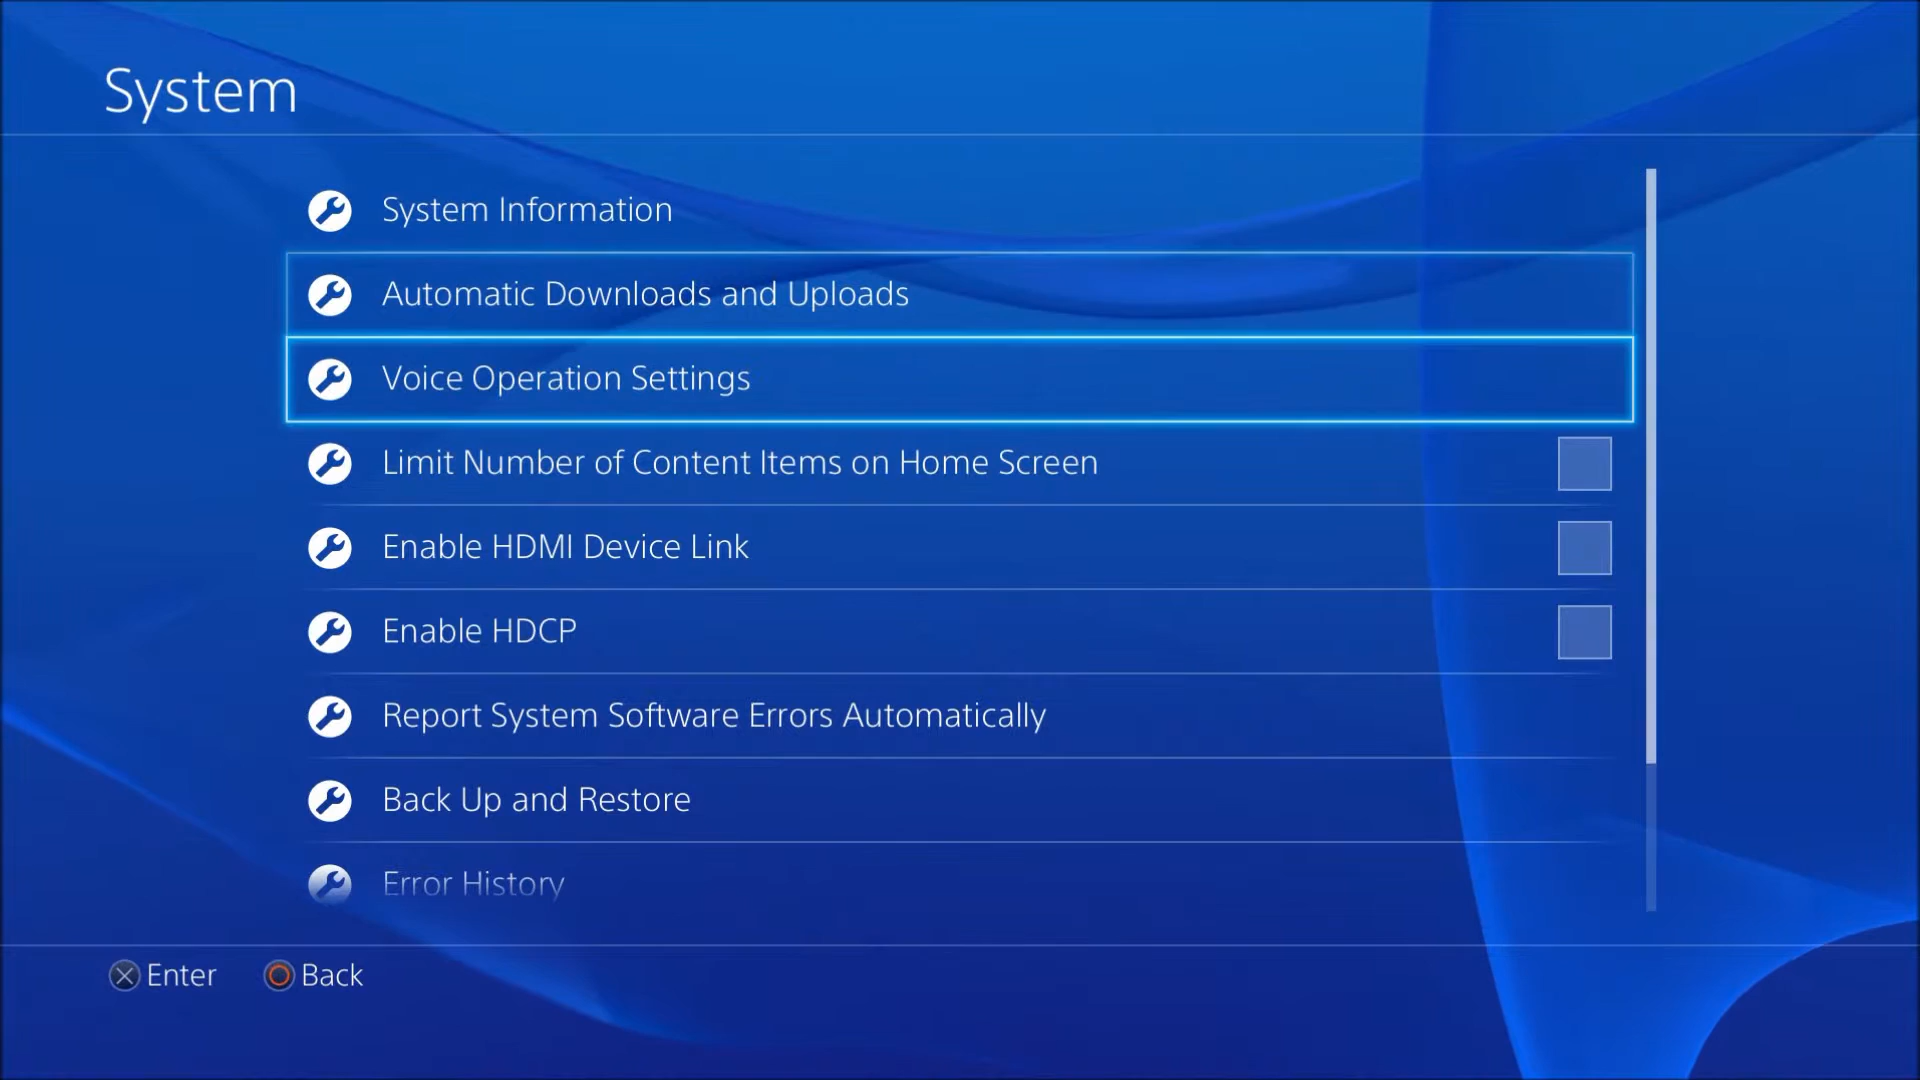 System
System Information
Automatic Downloads and Uploads
Voice Operation Settings
Limit Number of Content Items on Home Screen
Enable HDMI Device Link
Enable HDCP
Report System Software Errors Automatically
Back Up and Restore
Error History
Enter Back